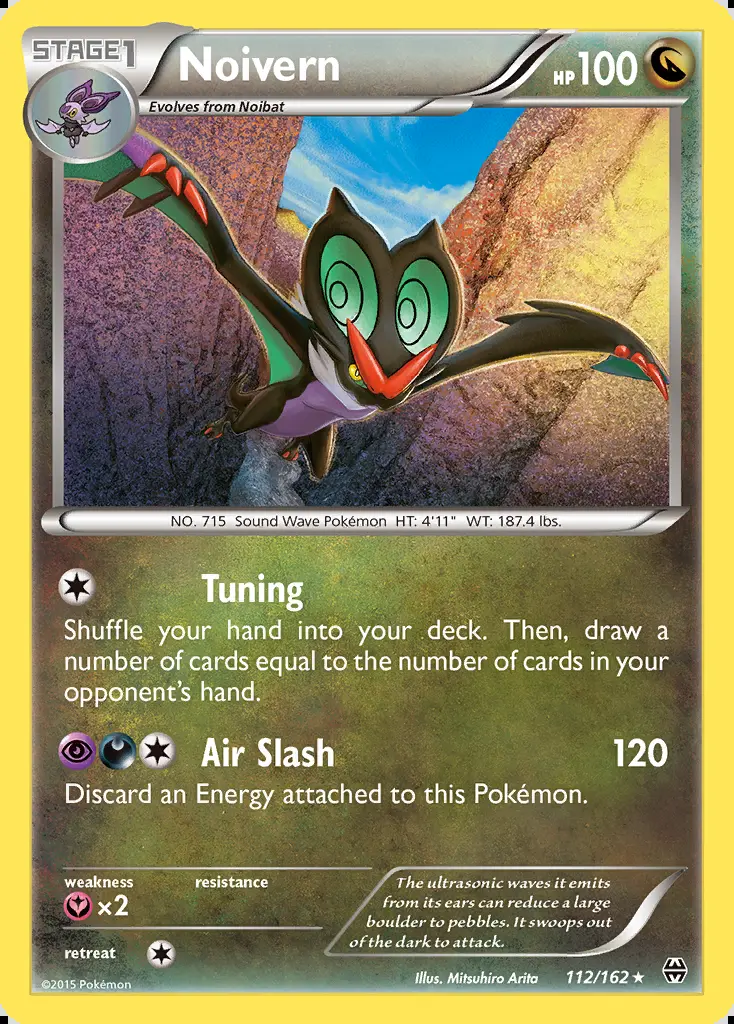 STAGE1
Noivern
HP100
Evolves from Noibat
NO. 715 Sound Wave Pokémon HT: 4'11" WT: 187.4 lbs.
Tuning
Shuffle your hand into your deck. Then, draw a
number of cards equal to the number of cards in your
opponent's hand.
Air Slash 120
Discard an Energy attached to this Pokémon.
weakness resistance
×2
retreat
The ultrasonic waves it emits
from its ears can reduce a large
boulder to pebbles. It swoops out
of the dark to attack.
©2015 Pokémon
Illus. Mitsuhiro Arita 112/162 ★